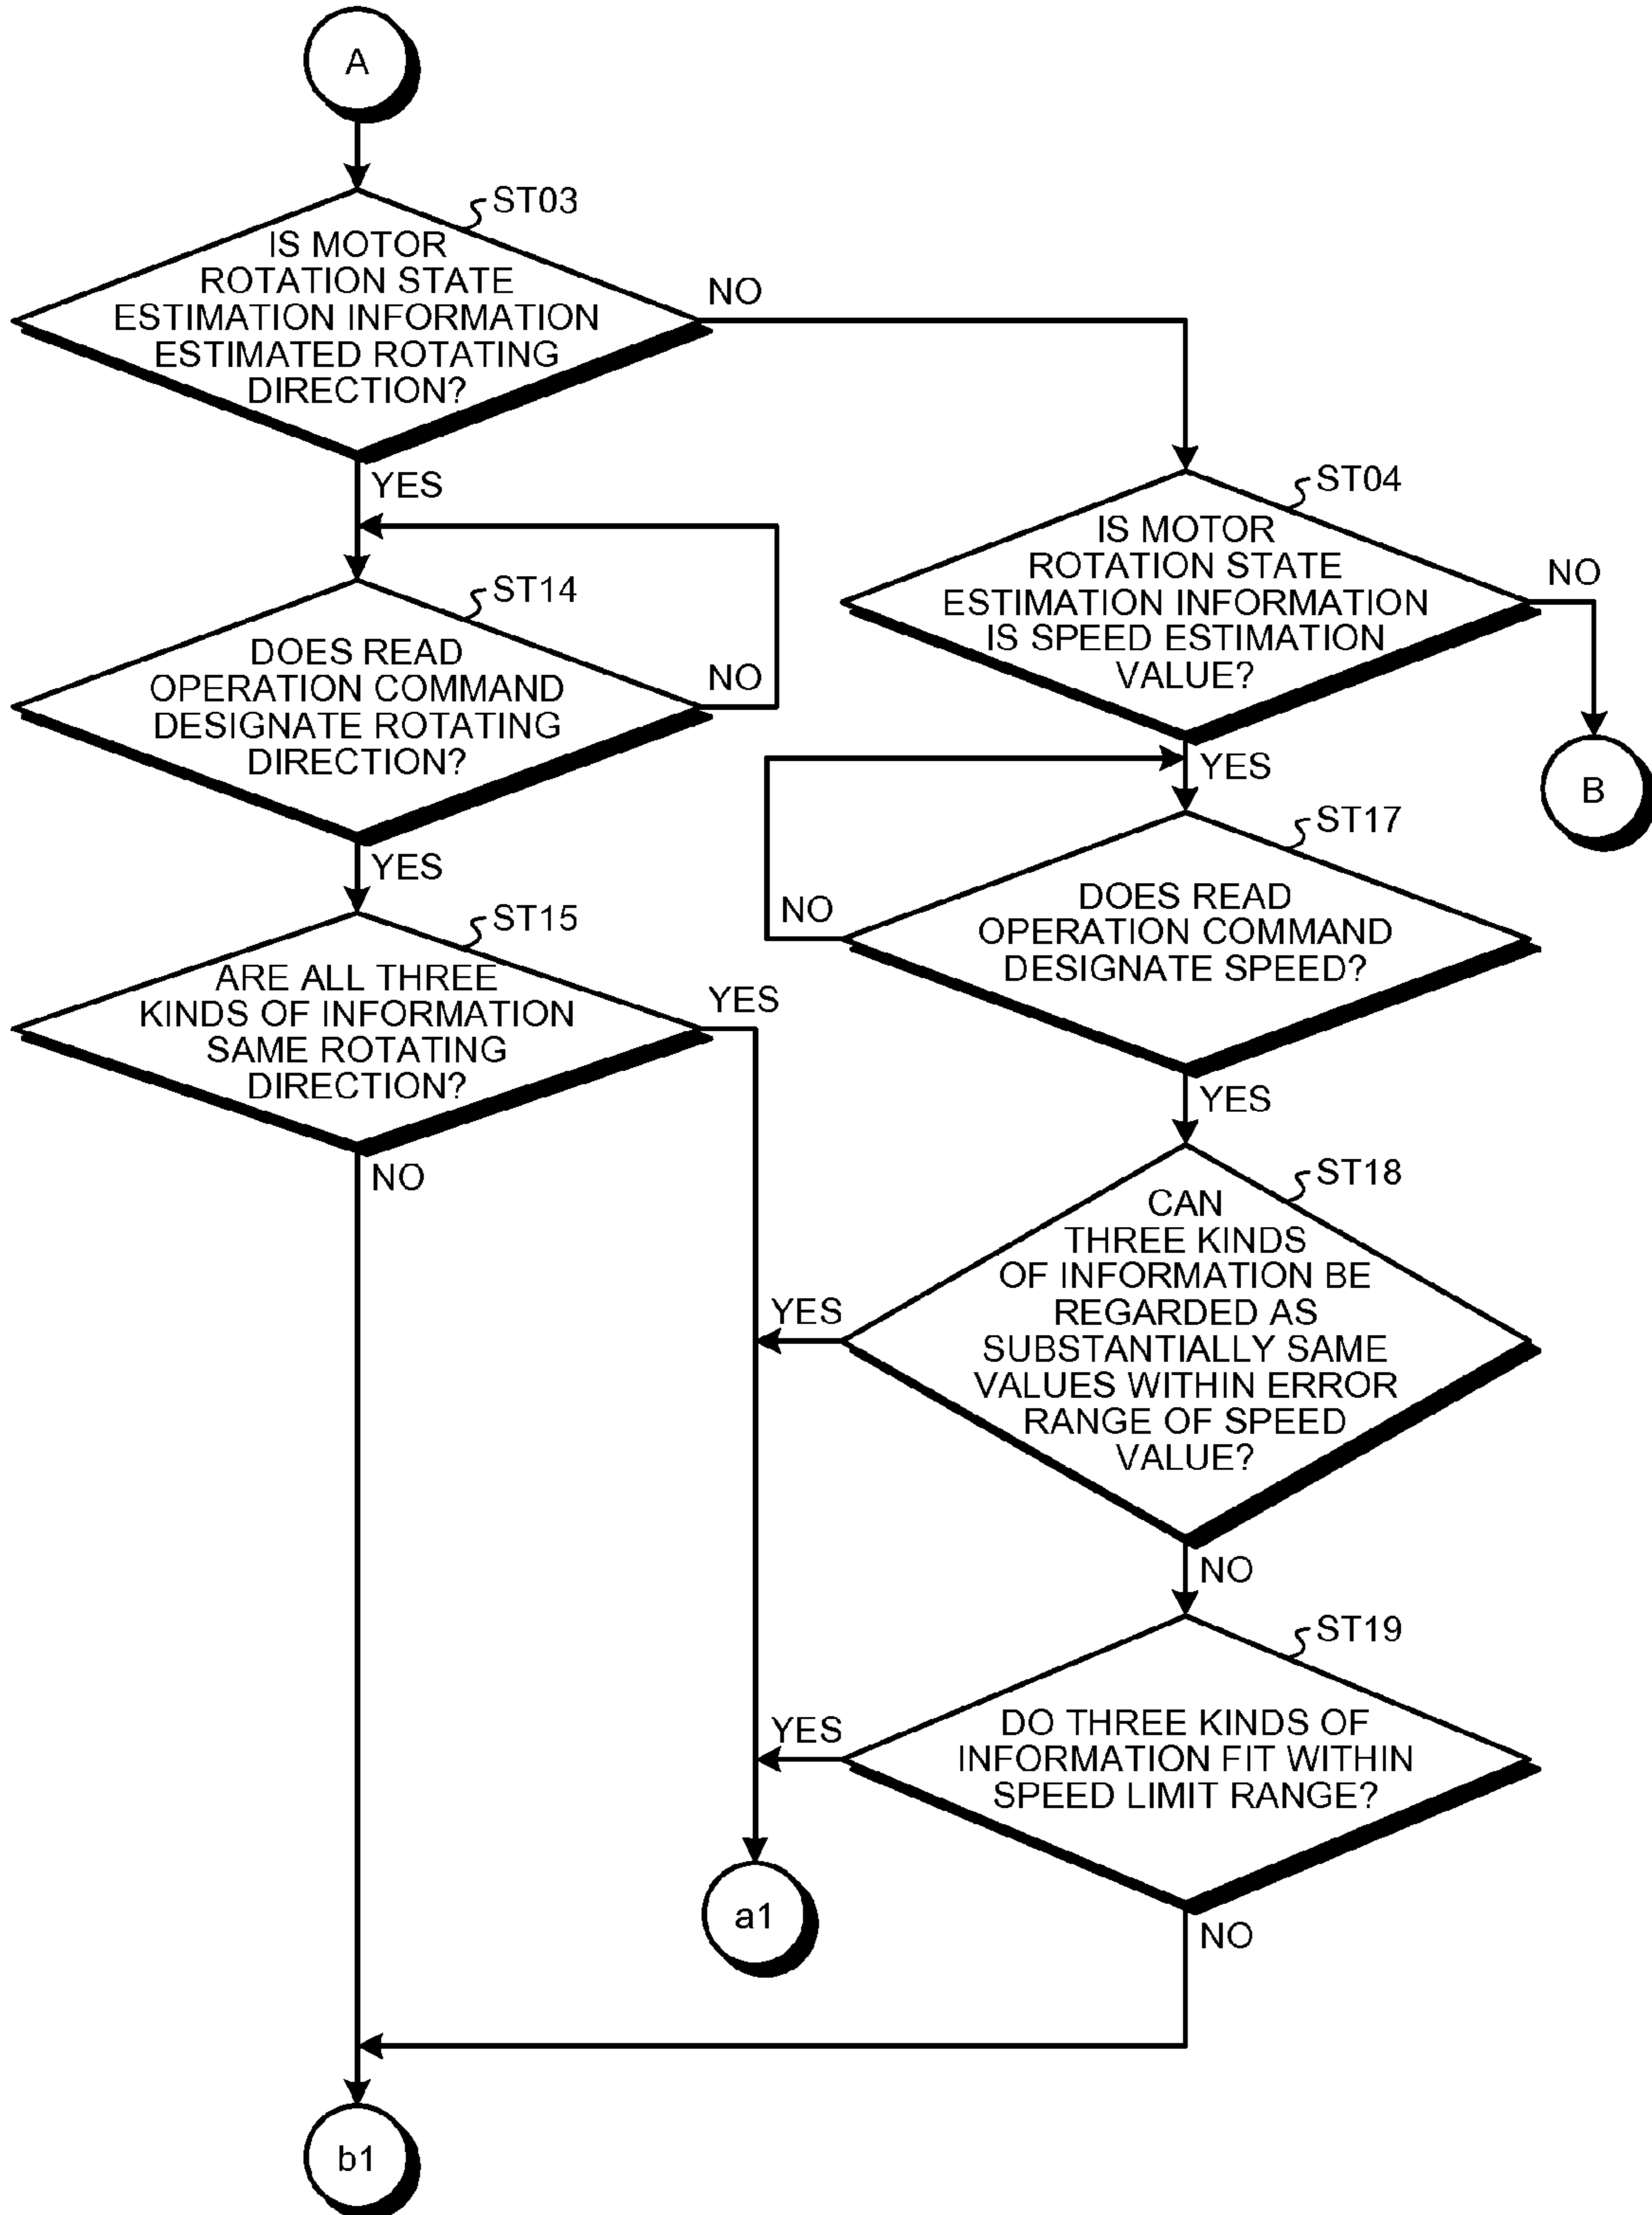 A
ST03
IS MOTOR
ROTATION STATE
ESTIMATION INFORMATION
ESTIMATED ROTATING
DIRECTION?
NO
YES
ST04
IS MOTOR
ROTATION STATE
ESTIMATION INFORMATION
IS SPEED ESTIMATION
VALUE?
NO
B
YES
ST14
DOES READ
OPERATION COMMAND
DESIGNATE ROTATING
DIRECTION?
NO
YES
ST17
DOES READ
OPERATION COMMAND
DESIGNATE SPEED?
NO
YES
ST15
ARE ALL THREE
KINDS OF INFORMATION
SAME ROTATING
DIRECTION?
YES
NO
ST18
CAN
THREE KINDS
OF INFORMATION BE
REGARDED AS
SUBSTANTIALLY SAME
VALUES WITHIN ERROR
RANGE OF SPEED
VALUE?
YES
NO
ST19
DO THREE KINDS OF
INFORMATION FIT WITHIN
SPEED LIMIT RANGE?
YES
NO
a1
b1